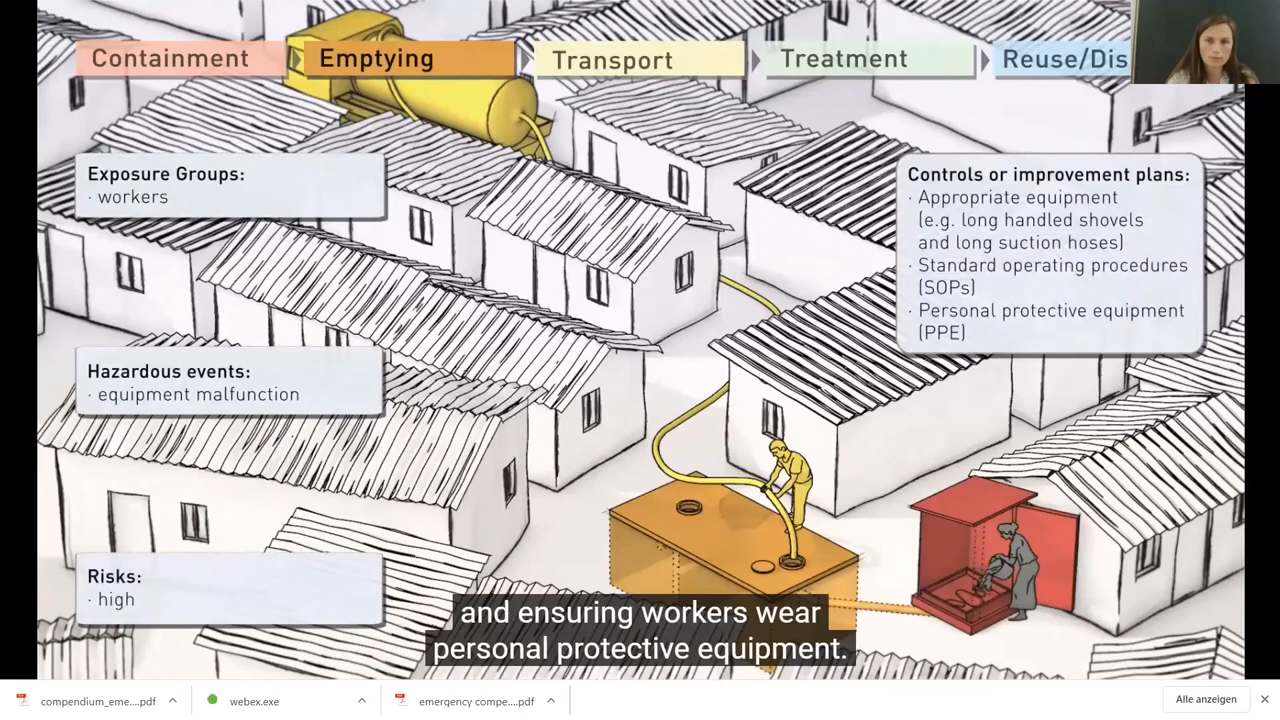 Containment
Emptying
Transport
Treatment
Reuse/Dis
Exposure Groups:
· workers
Hazardous events:
· equipment malfunction
Risks:
· high
Controls or improvement plans:
· Appropriate equipment
(e.g. long handled shovels
and long suction hoses)
· Standard operating procedures
(SOPs)
· Personal protective equipment
(PPE)
and ensuring workers wear
personal protective equipment.
compendium_eme....pdf
webex.exe
emergency compe....pdf
Alle anzeigen